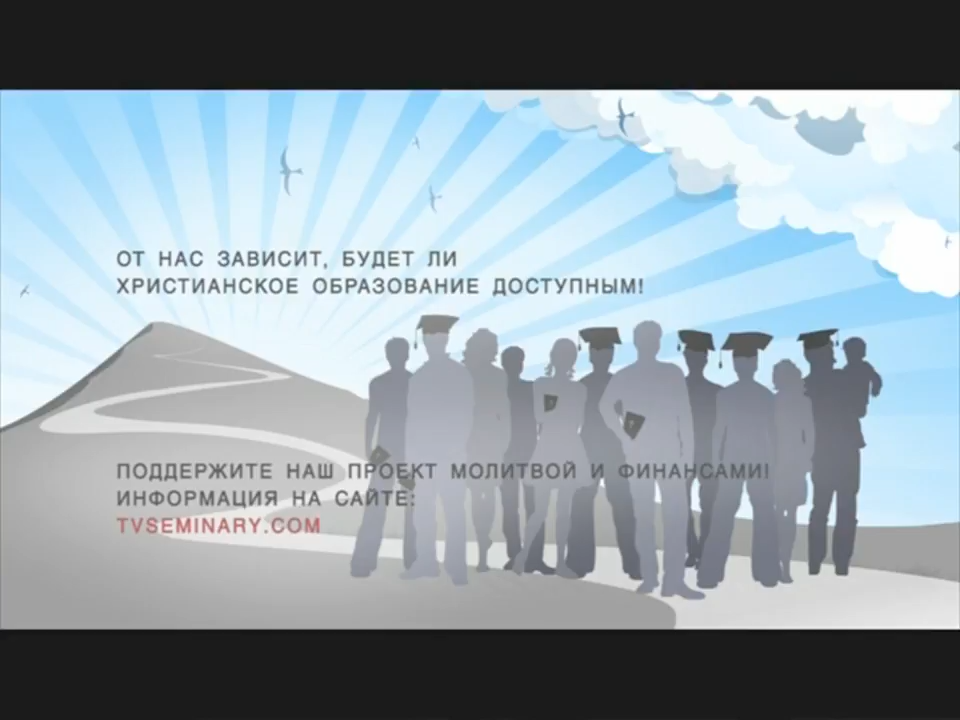 ОТ НАС ЗАВИСИТ, БУДЕТ ЛИ
ХРИСТИАНСКОЕ ОБРАЗОВАНИЕ ДОСТУПНЫМ!
ПОДДЕРЖИТЕ НАШ ПРОЕКТ МОЛИТВОЙ И ФИНАНСАМИ!
ИНФОРМАЦИЯ НА САЙТЕ:
TVSEMINARY.COM